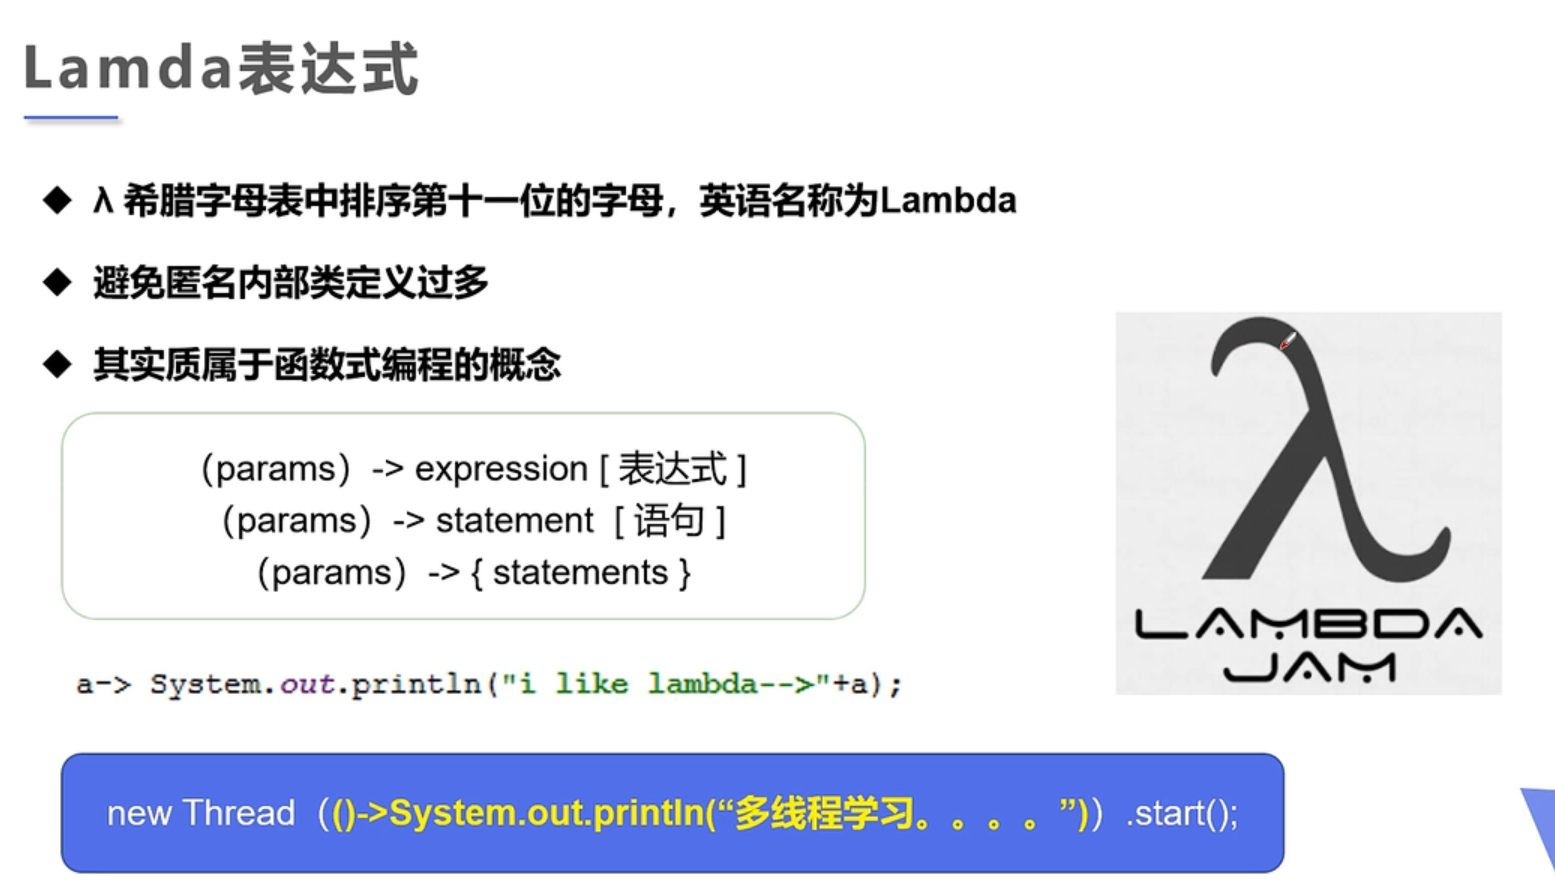 Lamda表达式
λ 希腊字母表中排序第十一位的字母，英语名称为Lambda
避免匿名内部类定义过多
其实质属于函数式编程的概念
（params）-> expression [ 表达式 ]
（params）-> statement [ 语句 ]
（params）-> { statements }
a-> System.out.println("i like lambda-->"+a);
λ
LAMBDA
JAM
new Thread（()->System.out.println(“多线程学习。。。。”)）.start();